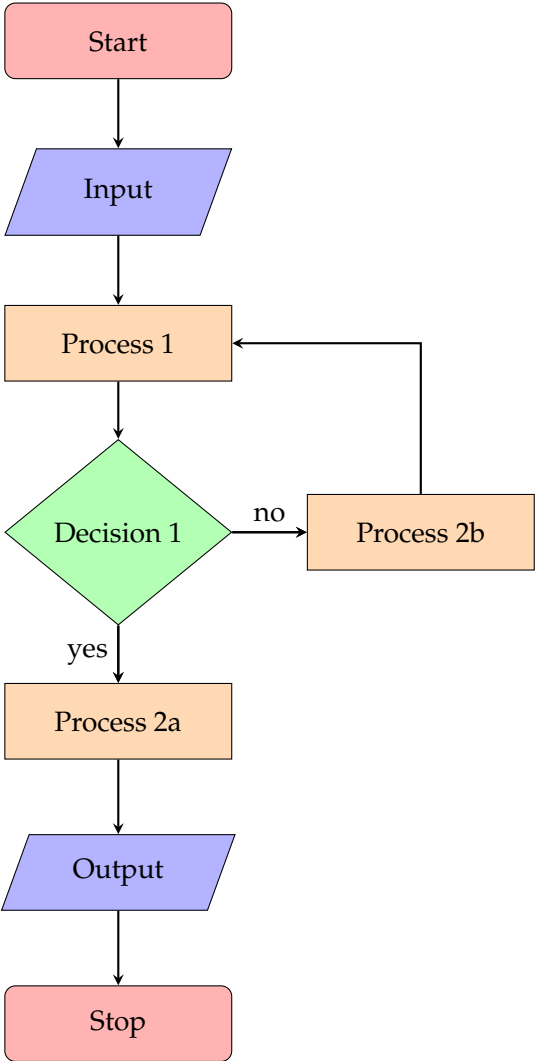 Start
Input
Process 1
Decision 1
no
Process 2b
yes
Process 2a
Output
Stop